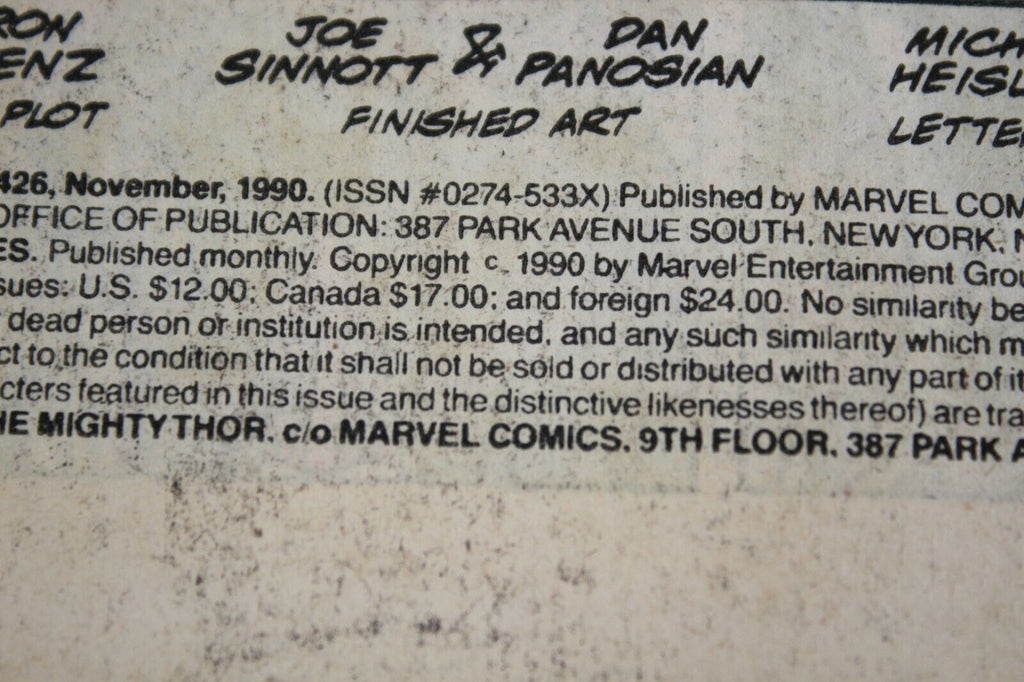 RON JOE & DAN MICH
ENZ SINNOTT PANOSIAN HEISL
PLOT FINISHED ART LETTE
426, November, 1990. (ISSN #0274-533X) Published by MARVEL COM
OFFICE OF PUBLICATION: 387 PARK AVENUE SOUTH, NEW YORK, N
ES. Published monthly. Copyright c 1990 by Marvel Entertainment Grou
sues: U.S. $12.00; Canada $17.00; and foreign $24.00. No similarity be
dead person or institution is intended, and any such similarity which m
ct to the condition that it shall not be sold or distributed with any part of it
cters featured in this issue and the distinctive likenesses thereof) are tra
HE MIGHTY THOR. c/o MARVEL COMICS. 9TH FLOOR. 387 PARK A